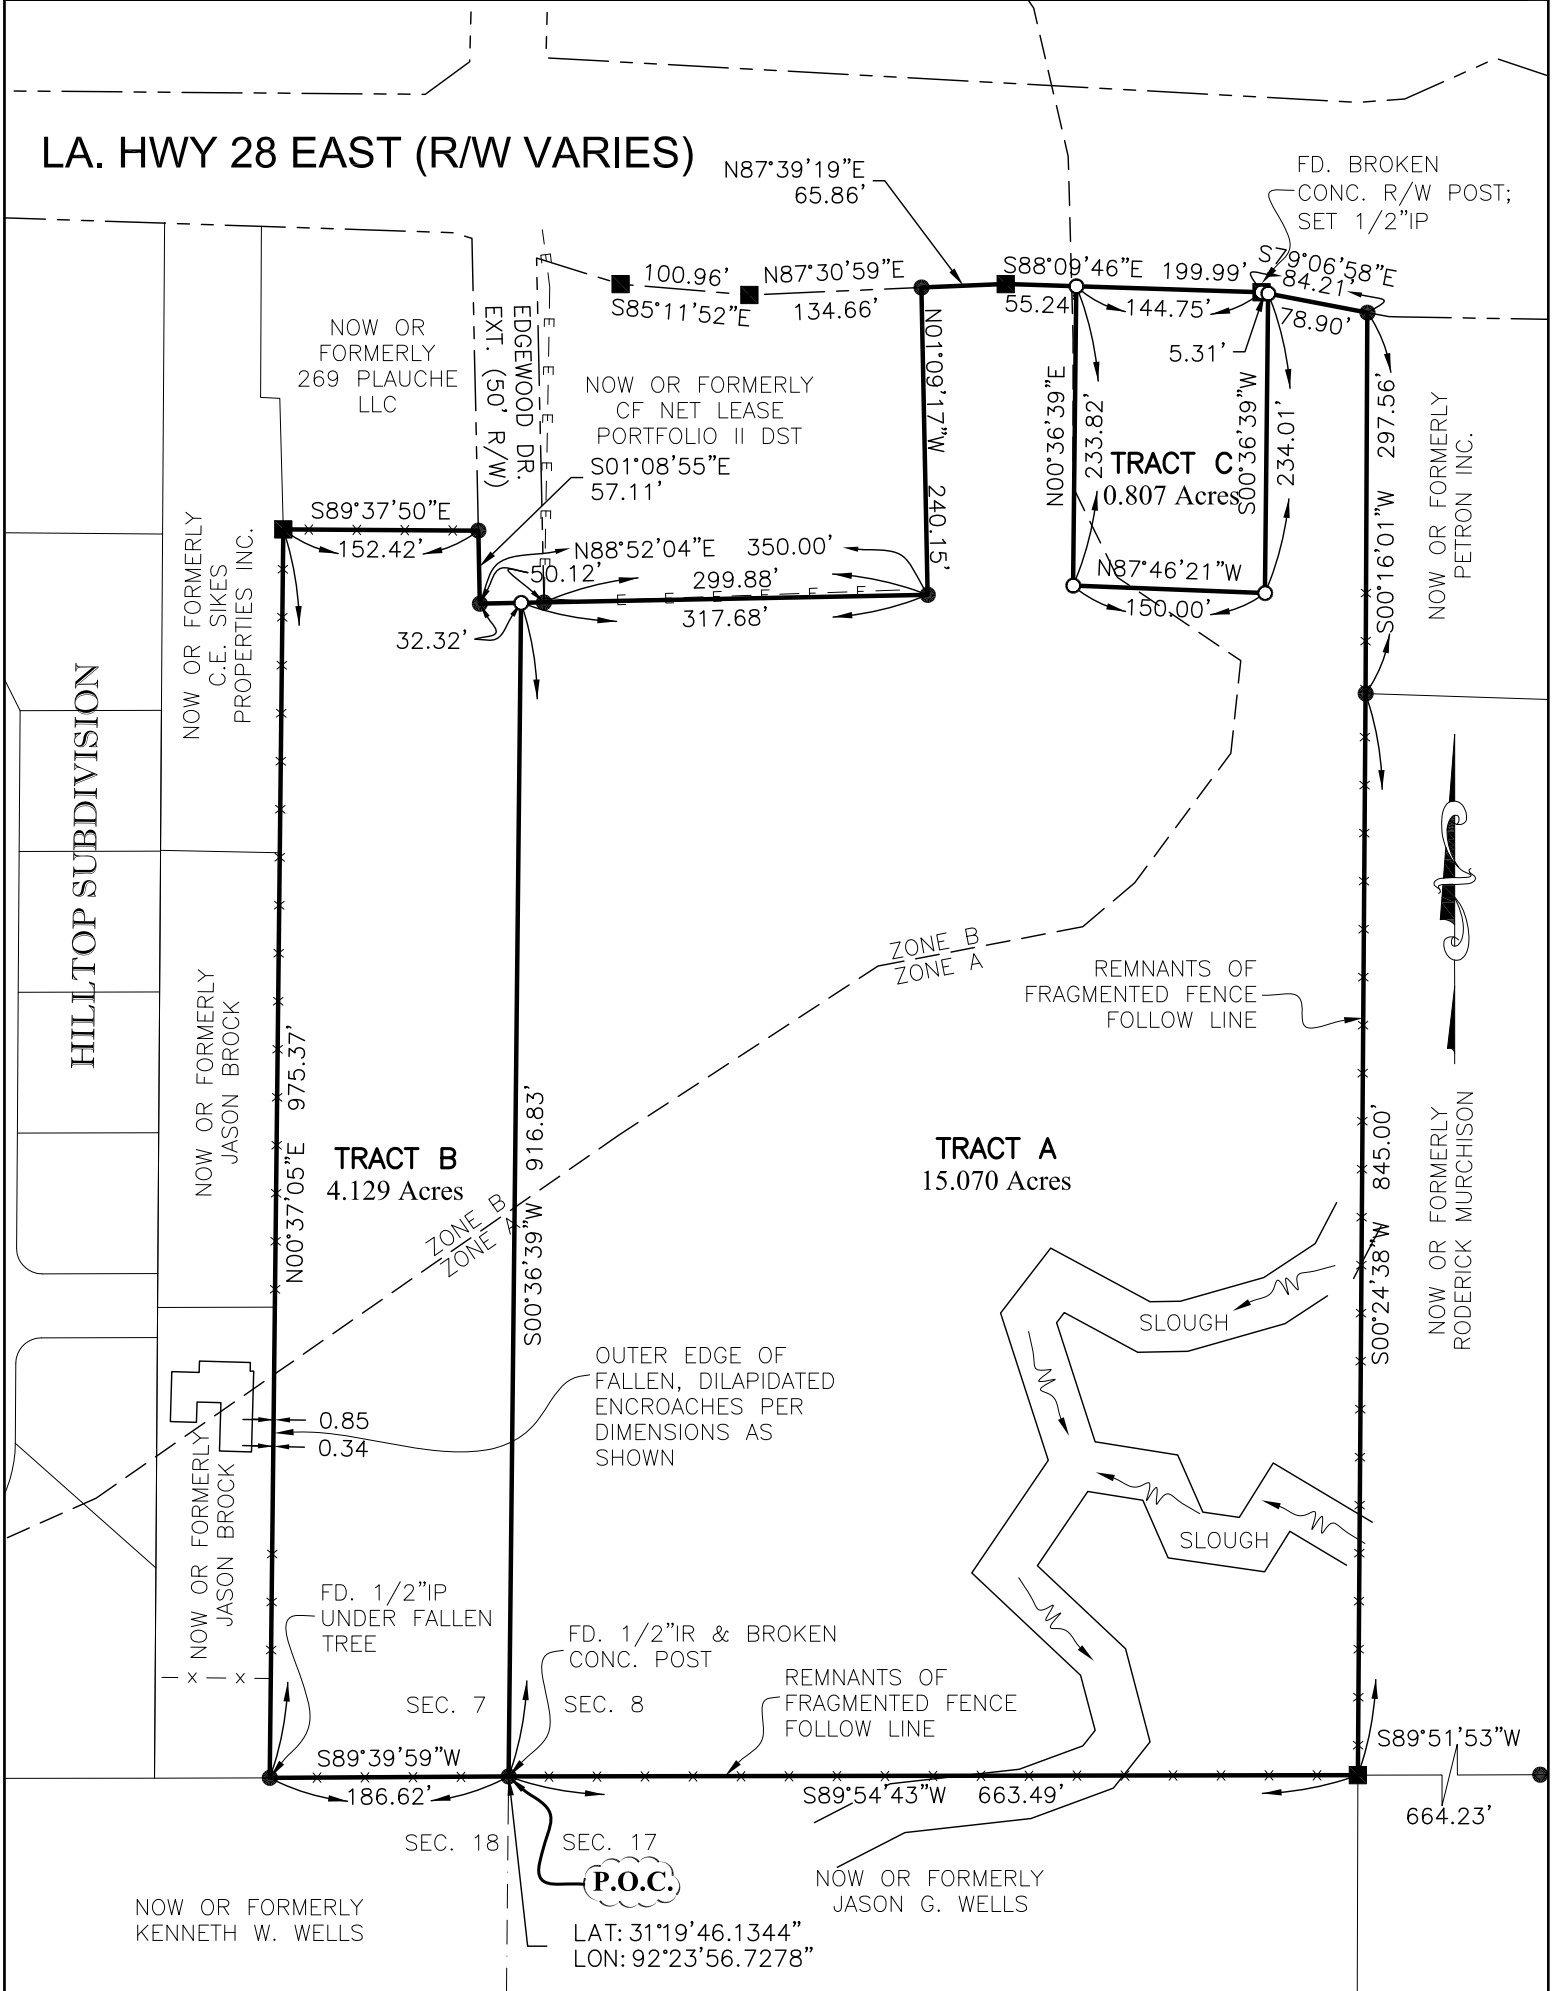 LA. HWY 28 EAST (R/W VARIES)
N87°39'19"E
65.86'
FD. BROKEN
CONC. R/W POST;
SET 1/2"IP
100.96'
S85°11'52"E
N87°30'59"E
134.66'
S88°09'46"E
199.99'
55.24'
144.75'
S79°06'58"E
84.21'
78.90'
5.31'
NOW OR
FORMERLY
269 PLAUCHE
LLC
EDGEWOOD DR.
EXT. (50' R/W)
NOW OR FORMERLY
CF NET LEASE
PORTFOLIO II DST
S01°08'55"E
57.11'
N01°09'17"W 240.15'
N00°36'39"E
233.82'
TRACT C
0.807 Acres
S00°36'39"W
234.01'
N87°46'21"W
150.00'
S00°16'01"W 297.56'
NOW OR FORMERLY
PETRON INC.
S89°37'50"E
152.42'
N88°52'04"E 350.00'
50.12'
299.88'
317.68'
32.32'
NOW OR FORMERLY
C.E. SIKES
PROPERTIES INC.
HILLTOP SUBDIVISION
NOW OR FORMERLY
JASON BROCK
N00°37'05"E 975.37'
S00°36'39"W 916.83'
ZONE B
ZONE A
REMNANTS OF
FRAGMENTED FENCE
FOLLOW LINE
TRACT B
4.129 Acres
TRACT A
15.070 Acres
ZONE B
ZONE A
S00°24'38"W 845.00'
NOW OR FORMERLY
RODERICK MURCHISON
SLOUGH
OUTER EDGE OF
FALLEN, DILAPIDATED
ENCROACHES PER
DIMENSIONS AS
SHOWN
0.85
0.34
NOW OR FORMERLY
JASON BROCK
SLOUGH
FD. 1/2"IP
UNDER FALLEN
TREE
FD. 1/2"IR & BROKEN
CONC. POST
REMNANTS OF
FRAGMENTED FENCE
FOLLOW LINE
SEC. 7
SEC. 8
S89°39'59"W
186.62'
S89°54'43"W 663.49'
S89°51'53"W
664.23'
SEC. 18
SEC. 17
P.O.C.
NOW OR FORMERLY
JASON G. WELLS
NOW OR FORMERLY
KENNETH W. WELLS
LAT: 31°19'46.1344"
LON: 92°23'56.7278"